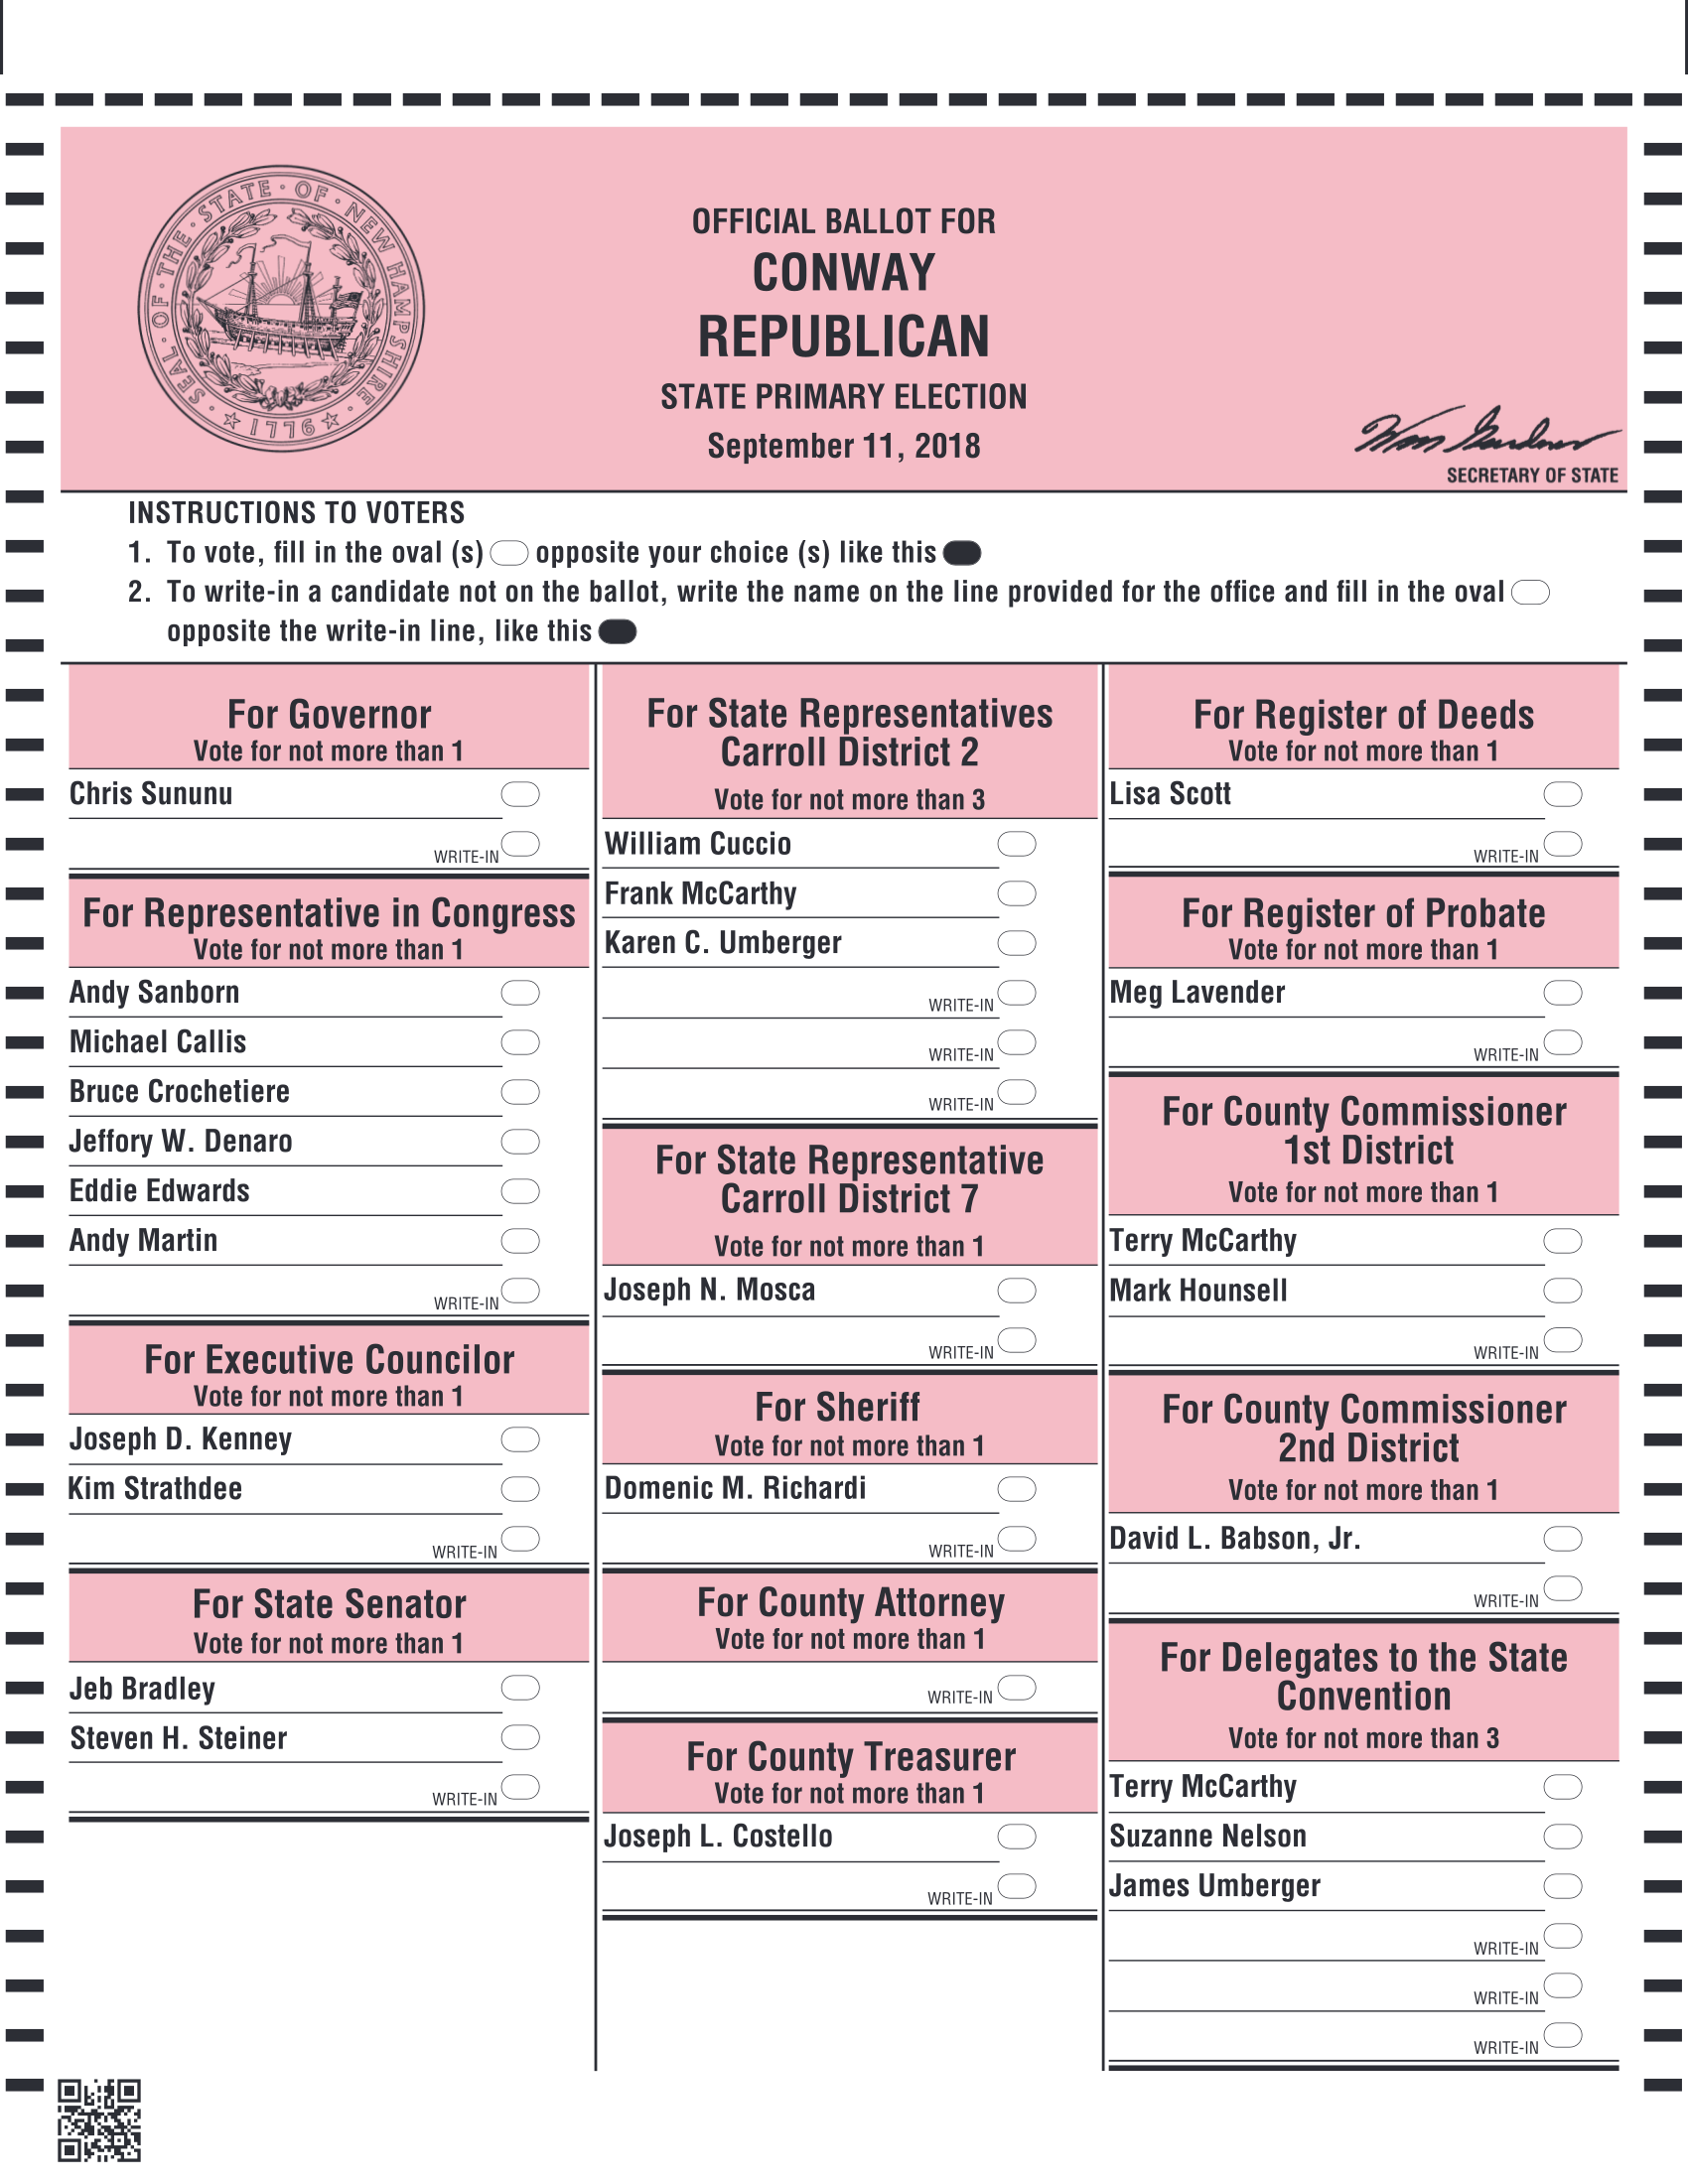 SEAL · OF · THE · STATE · OF · NEW HAMPSHIRE ·
1776
OFFICIAL BALLOT FOR
CONWAY
REPUBLICAN
STATE PRIMARY ELECTION
September 11, 2018
SECRETARY OF STATE
INSTRUCTIONS TO VOTERS
1. To vote, fill in the oval (s) opposite your choice (s) like this
2. To write-in a candidate not on the ballot, write the name on the line provided for the office and fill in the oval
opposite the write-in line, like this
For Governor
Vote for not more than 1
Chris Sununu
WRITE-IN
For Representative in Congress
Vote for not more than 1
Andy Sanborn
Michael Callis
Bruce Crochetiere
Jeffory W. Denaro
Eddie Edwards
Andy Martin
WRITE-IN
For Executive Councilor
Vote for not more than 1
Joseph D. Kenney
Kim Strathdee
WRITE-IN
For State Senator
Vote for not more than 1
Jeb Bradley
Steven H. Steiner
WRITE-IN
For State Representatives
Carroll District 2
Vote for not more than 3
William Cuccio
Frank McCarthy
Karen C. Umberger
WRITE-IN
WRITE-IN
WRITE-IN
For State Representative
Carroll District 7
Vote for not more than 1
Joseph N. Mosca
WRITE-IN
For Sheriff
Vote for not more than 1
Domenic M. Richardi
WRITE-IN
For County Attorney
Vote for not more than 1
WRITE-IN
For County Treasurer
Vote for not more than 1
Joseph L. Costello
WRITE-IN
For Register of Deeds
Vote for not more than 1
Lisa Scott
WRITE-IN
For Register of Probate
Vote for not more than 1
Meg Lavender
WRITE-IN
For County Commissioner
1st District
Vote for not more than 1
Terry McCarthy
Mark Hounsell
WRITE-IN
For County Commissioner
2nd District
Vote for not more than 1
David L. Babson, Jr.
WRITE-IN
For Delegates to the State
Convention
Vote for not more than 3
Terry McCarthy
Suzanne Nelson
James Umberger
WRITE-IN
WRITE-IN
WRITE-IN